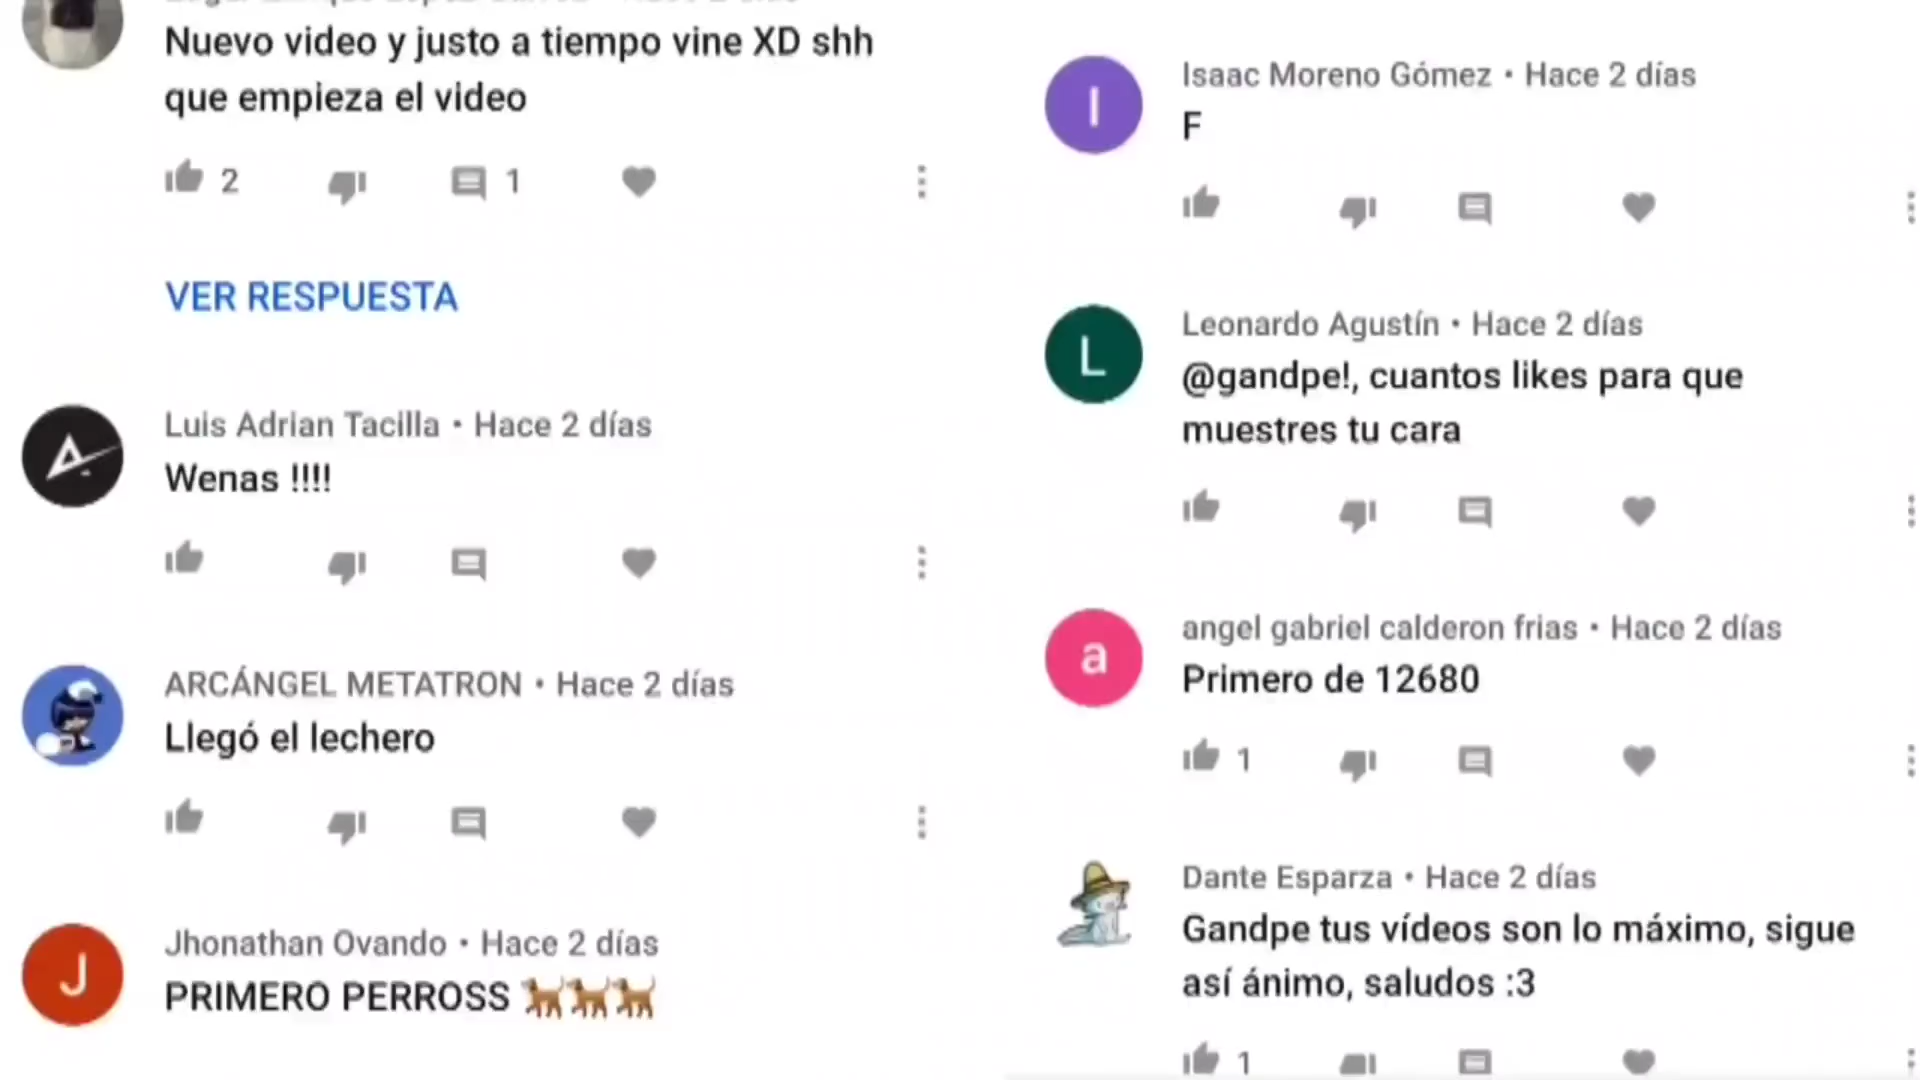 Nuevo video y justo a tiempo vine XD shh
que empieza el video
2
1
VER RESPUESTA
Luis Adrian Tacilla • Hace 2 días
Wenas !!!!
ARCÁNGEL METATRON • Hace 2 días
Llegó el lechero
J
Jhonathan Ovando • Hace 2 días
PRIMERO PERROSS 🐕🐕🐕
I
Isaac Moreno Gómez • Hace 2 días
F
L
Leonardo Agustín • Hace 2 días
@gandpe!, cuantos likes para que
muestres tu cara
a
angel gabriel calderon frias • Hace 2 días
Primero de 12680
1
Dante Esparza • Hace 2 días
Gandpe tus vídeos son lo máximo, sigue
así ánimo, saludos :3
1